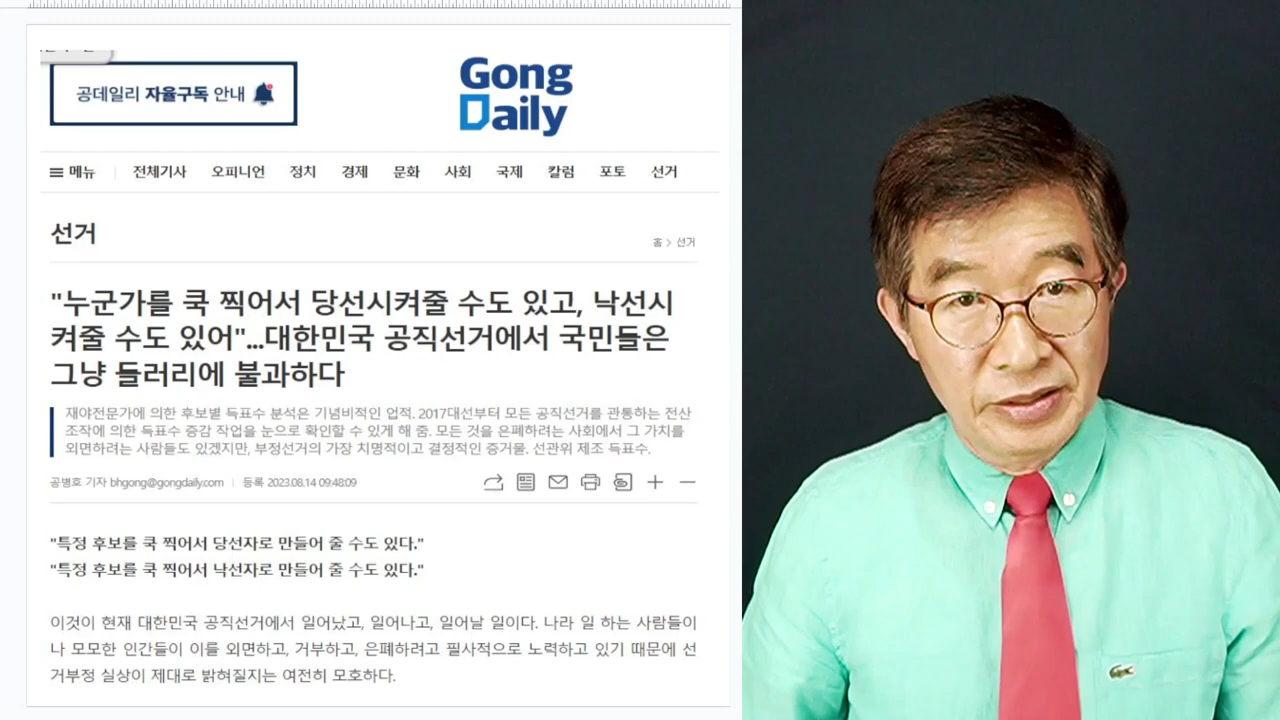 공데일리 자율구독 안내
Gong
Daily
메뉴
전체기사
오피니언
정치
경제
문화
사회
국제
칼럼
포토
선거
선거
홈 > 선거
"누군가를 쿡 찍어서 당선시켜줄 수도 있고, 낙선시
켜줄 수도 있어"...대한민국 공직선거에서 국민들은
그냥 들러리에 불과하다
재야전문가에 의한 후보별 득표수 분석은 기념비적인 업적. 2017대선부터 모든 공직선거를 관통하는 전산
조작에 의한 득표수 증감 작업을 눈으로 확인할 수 있게 해 줌. 모든 것을 은폐하려는 사회에서 그 가치를
외면하려는 사람들도 있겠지만, 부정선거의 가장 치명적이고 결정적인 증거물. 선관위 제조 득표수.
공병호 기자 bhgong@gongdaily.com
등록 2023.08.14 09:48:09
"특정 후보를 쿡 찍어서 당선자로 만들어 줄 수도 있다."
"특정 후보를 쿡 찍어서 낙선자로 만들어 줄 수도 있다."
이것이 현재 대한민국 공직선거에서 일어났고, 일어나고, 일어날 일이다. 나라 일 하는 사람들이
나 모모한 인간들이 이를 외면하고, 거부하고, 은폐하려고 필사적으로 노력하고 있기 때문에 선
거부정 실상이 제대로 밝혀질지는 여전히 모호하다.